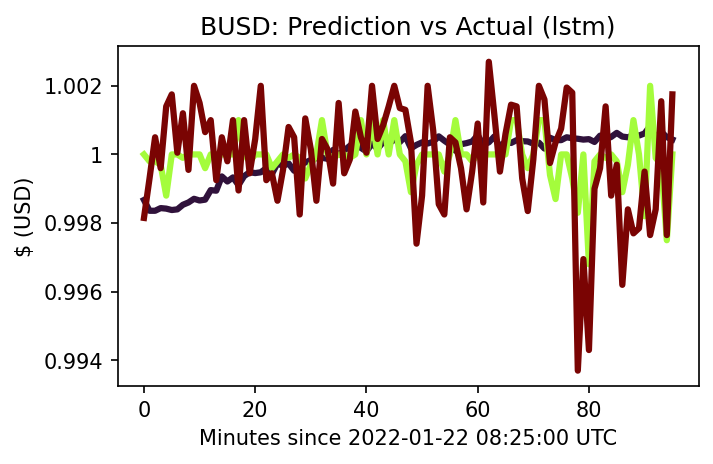 BUSD: Prediction vs Actual (lstm)
1.002
1
0.998
0.996
0.994
$ (USD)
0 20 40 60 80
Minutes since 2022-01-22 08:25:00 UTC